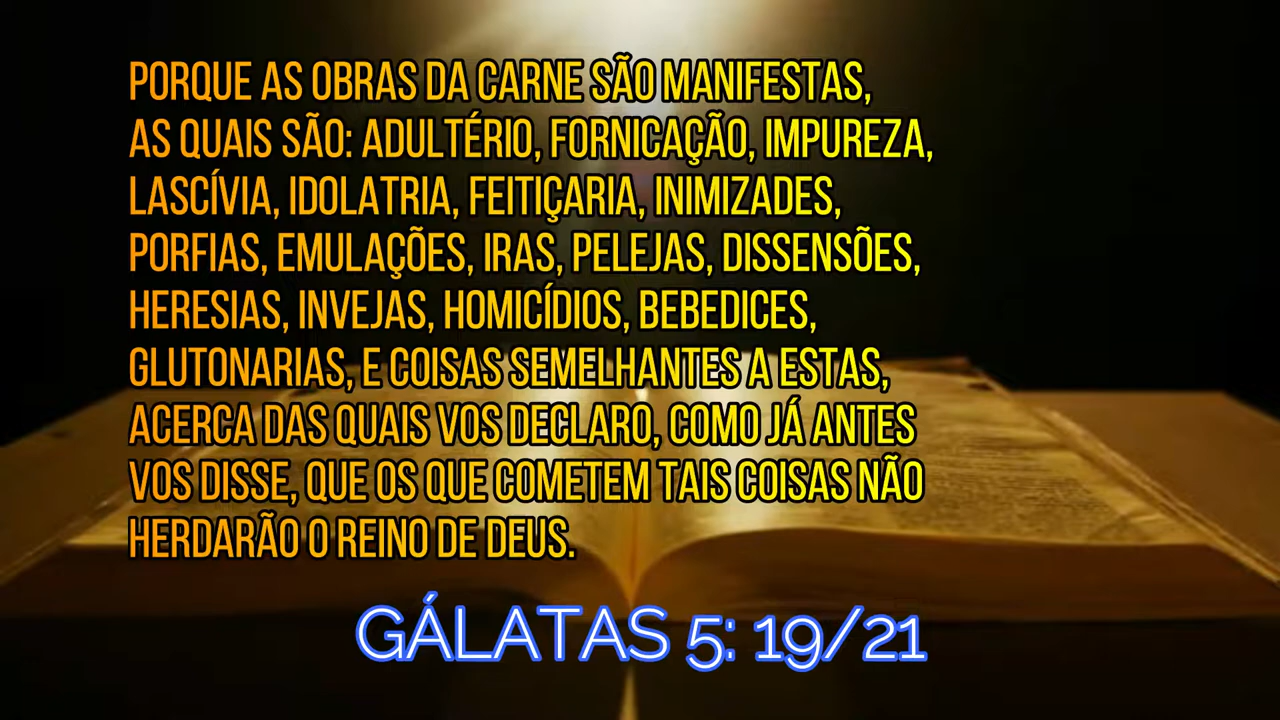 PORQUE AS OBRAS DA CARNE SÃO MANIFESTAS,
AS QUAIS SÃO: ADULTÉRIO, FORNICAÇÃO, IMPUREZA,
LASCÍVIA, IDOLATRIA, FEITIÇARIA, INIMIZADES,
PORFIAS, EMULAÇÕES, IRAS, PELEJAS, DISSENSÕES,
HERESIAS, INVEJAS, HOMICÍDIOS, BEBEDICES,
GLUTONARIAS, E COISAS SEMELHANTES A ESTAS,
ACERCA DAS QUAIS VOS DECLARO, COMO JÁ ANTES
VOS DISSE, QUE OS QUE COMETEM TAIS COISAS NÃO
HERDARÃO O REINO DE DEUS.
GÁLATAS 5: 19/21